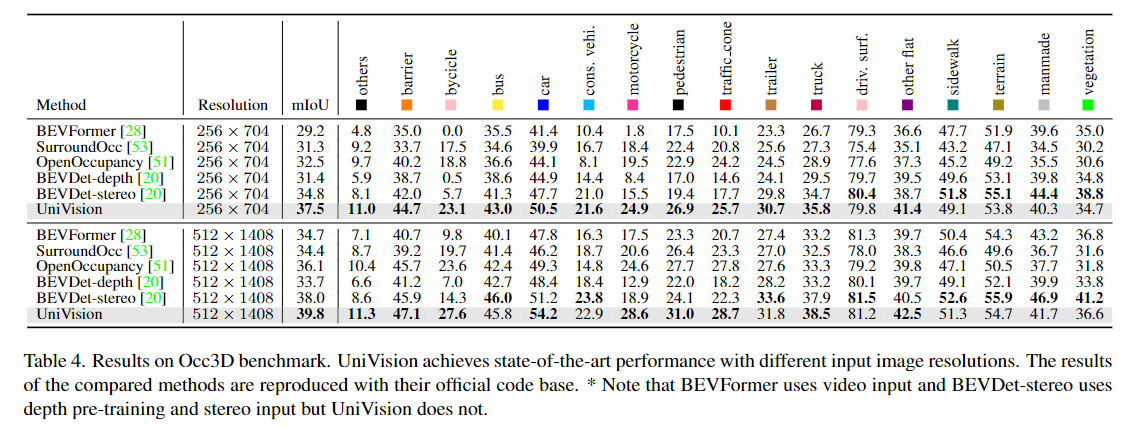 others barrier bycicle bus car cons. vehi. motorcycle pedestrian traffic_cone trailer truck driv. surf. other flat sidewalk terrain manmade vegetation
Method Resolution mIoU
BEVFormer [28] 256 × 704 29.2 4.8 35.0 0.0 35.5 41.4 10.4 1.8 17.5 10.1 23.3 26.7 79.3 36.6 47.7 51.9 39.6 35.0
SurroundOcc [53] 256 × 704 31.3 9.2 33.7 17.5 34.6 39.9 16.7 18.4 22.4 20.8 25.6 27.3 75.4 35.1 43.2 47.1 34.5 30.2
OpenOccupancy [51] 256 × 704 32.5 9.7 40.2 18.8 36.6 44.1 8.1 19.5 22.9 24.2 24.5 28.9 77.6 37.3 45.2 49.2 35.5 30.6
BEVDet-depth [20] 256 × 704 31.4 5.9 38.7 0.5 38.6 44.9 14.4 8.4 17.0 14.6 24.1 29.5 79.7 39.5 49.6 53.1 39.8 34.8
BEVDet-stereo [20] 256 × 704 34.8 8.1 42.0 5.7 41.3 47.7 21.0 15.5 19.4 17.7 29.8 34.7 80.4 38.7 51.8 55.1 44.4 38.8
UniVision 256 × 704 37.5 11.0 44.7 23.1 43.0 50.5 21.6 24.9 26.9 25.7 30.7 35.8 79.8 41.4 49.1 53.8 40.3 34.7
BEVFormer [28] 512 × 1408 34.7 7.1 40.7 9.8 40.1 47.8 16.3 17.5 23.3 20.7 27.4 33.2 81.3 39.7 50.4 54.3 43.2 36.8
SurroundOcc [53] 512 × 1408 34.4 8.7 39.2 19.7 41.4 46.2 18.7 20.6 26.4 23.3 27.0 32.5 78.0 38.3 46.6 49.6 36.7 31.6
OpenOccupancy [51] 512 × 1408 36.1 10.4 45.7 23.6 42.4 49.3 14.8 24.6 27.7 27.8 27.6 33.3 79.2 39.8 47.1 50.5 37.7 31.8
BEVDet-depth [20] 512 × 1408 33.7 6.6 41.2 7.0 42.7 48.4 18.4 12.9 22.0 18.2 28.2 33.2 80.1 39.7 49.1 52.1 39.9 33.8
BEVDet-stereo [20] 512 × 1408 38.0 8.6 45.9 14.3 46.0 51.2 23.8 18.9 24.1 22.3 33.6 37.9 81.5 40.5 52.6 55.9 46.9 41.2
UniVision 512 × 1408 39.8 11.3 47.1 27.6 45.8 54.2 22.9 28.6 31.0 28.7 31.8 38.5 81.2 42.5 51.3 54.7 41.7 36.6
Table 4. Results on Occ3D benchmark. UniVision achieves state-of-the-art performance with different input image resolutions. The results
of the compared methods are reproduced with their official code base. * Note that BEVFormer uses video input and BEVDet-stereo uses
depth pre-training and stereo input but UniVision does not.